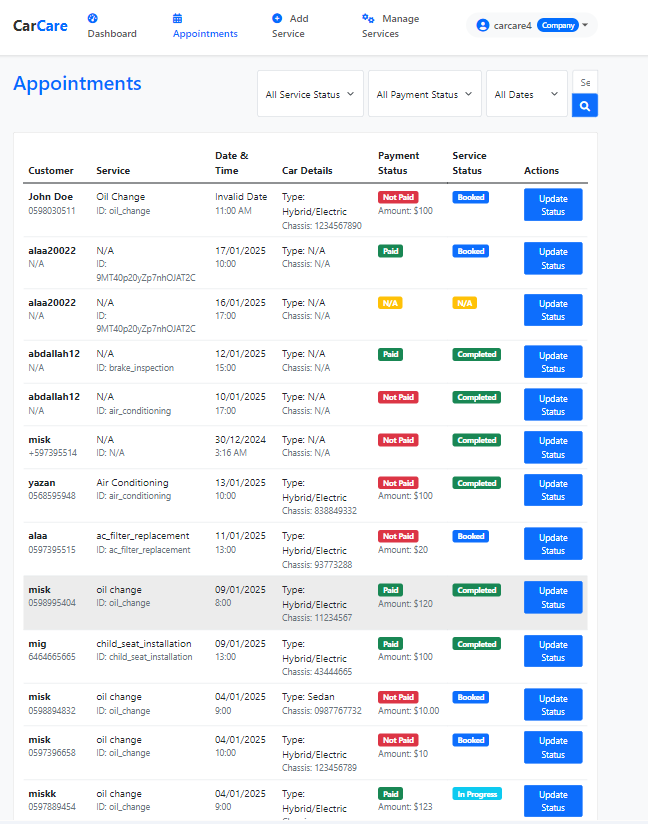 CarCare
Dashboard
Appointments
Add
Service
Manage
Services
carcare4 Company
Appointments
All Service Status
All Payment Status
All Dates
Se
Customer Service Date & Time Car Details Payment Status Service Status Actions
John Doe Oil Change Invalid Date Type: Not Paid Booked Update
Hybrid/Electric
0598030511 ID: oil_change 11:00 AM Amount: $100 Status
Chassis: 1234567890
alaa20022 N/A 17/01/2025 Type: N/A Paid Booked Update
N/A ID: 10:00 Chassis: N/A Status
9MT40p20yZp7nhOJAT2C
alaa20022 N/A 16/01/2025 Type: N/A N/A N/A Update
N/A ID: 17:00 Chassis: N/A Status
9MT40p20yZp7nhOJAT2C
abdallah12 N/A 12/01/2025 Type: N/A Paid Completed Update
N/A ID: brake_inspection 15:00 Chassis: N/A Status
abdallah12 N/A 10/01/2025 Type: N/A Not Paid Completed Update
N/A ID: air_conditioning 17:00 Chassis: N/A Status
misk N/A 30/12/2024 Type: N/A Not Paid Completed Update
+597395514 ID: N/A 3:16 AM Chassis: N/A Status
yazan Air Conditioning 13/01/2025 Type: Not Paid Completed Update
0568595948 ID: air_conditioning 10:00 Hybrid/Electric Amount: $100 Status
Chassis: 838849332
alaa ac_filter_replacement 11/01/2025 Type: Not Paid Booked Update
0597395515 ID: ac_filter_replacement 13:00 Hybrid/Electric Amount: $20 Status
Chassis: 93773288
misk oil change 09/01/2025 Type: Paid Completed Update
0598995404 ID: oil_change 8:00 Hybrid/Electric Amount: $120 Status
Chassis: 11234567
mig child_seat_installation 09/01/2025 Type: Paid Completed Update
6464665665 ID: child_seat_installation 13:00 Hybrid/Electric Amount: $100 Status
Chassis: 43444665
misk oil change 04/01/2025 Type: Sedan Not Paid Booked Update
0598894832 ID: oil_change 9:00 Chassis: 0987767732 Amount: $10.00 Status
misk oil change 04/01/2025 Type: Not Paid Booked Update
0597396658 ID: oil_change 10:00 Hybrid/Electric Amount: $10 Status
Chassis: 123456789
miskk oil change 04/01/2025 Type: Paid In Progress Update
0597889454 ID: oil_change 9:00 Hybrid/Electric Amount: $123 Status